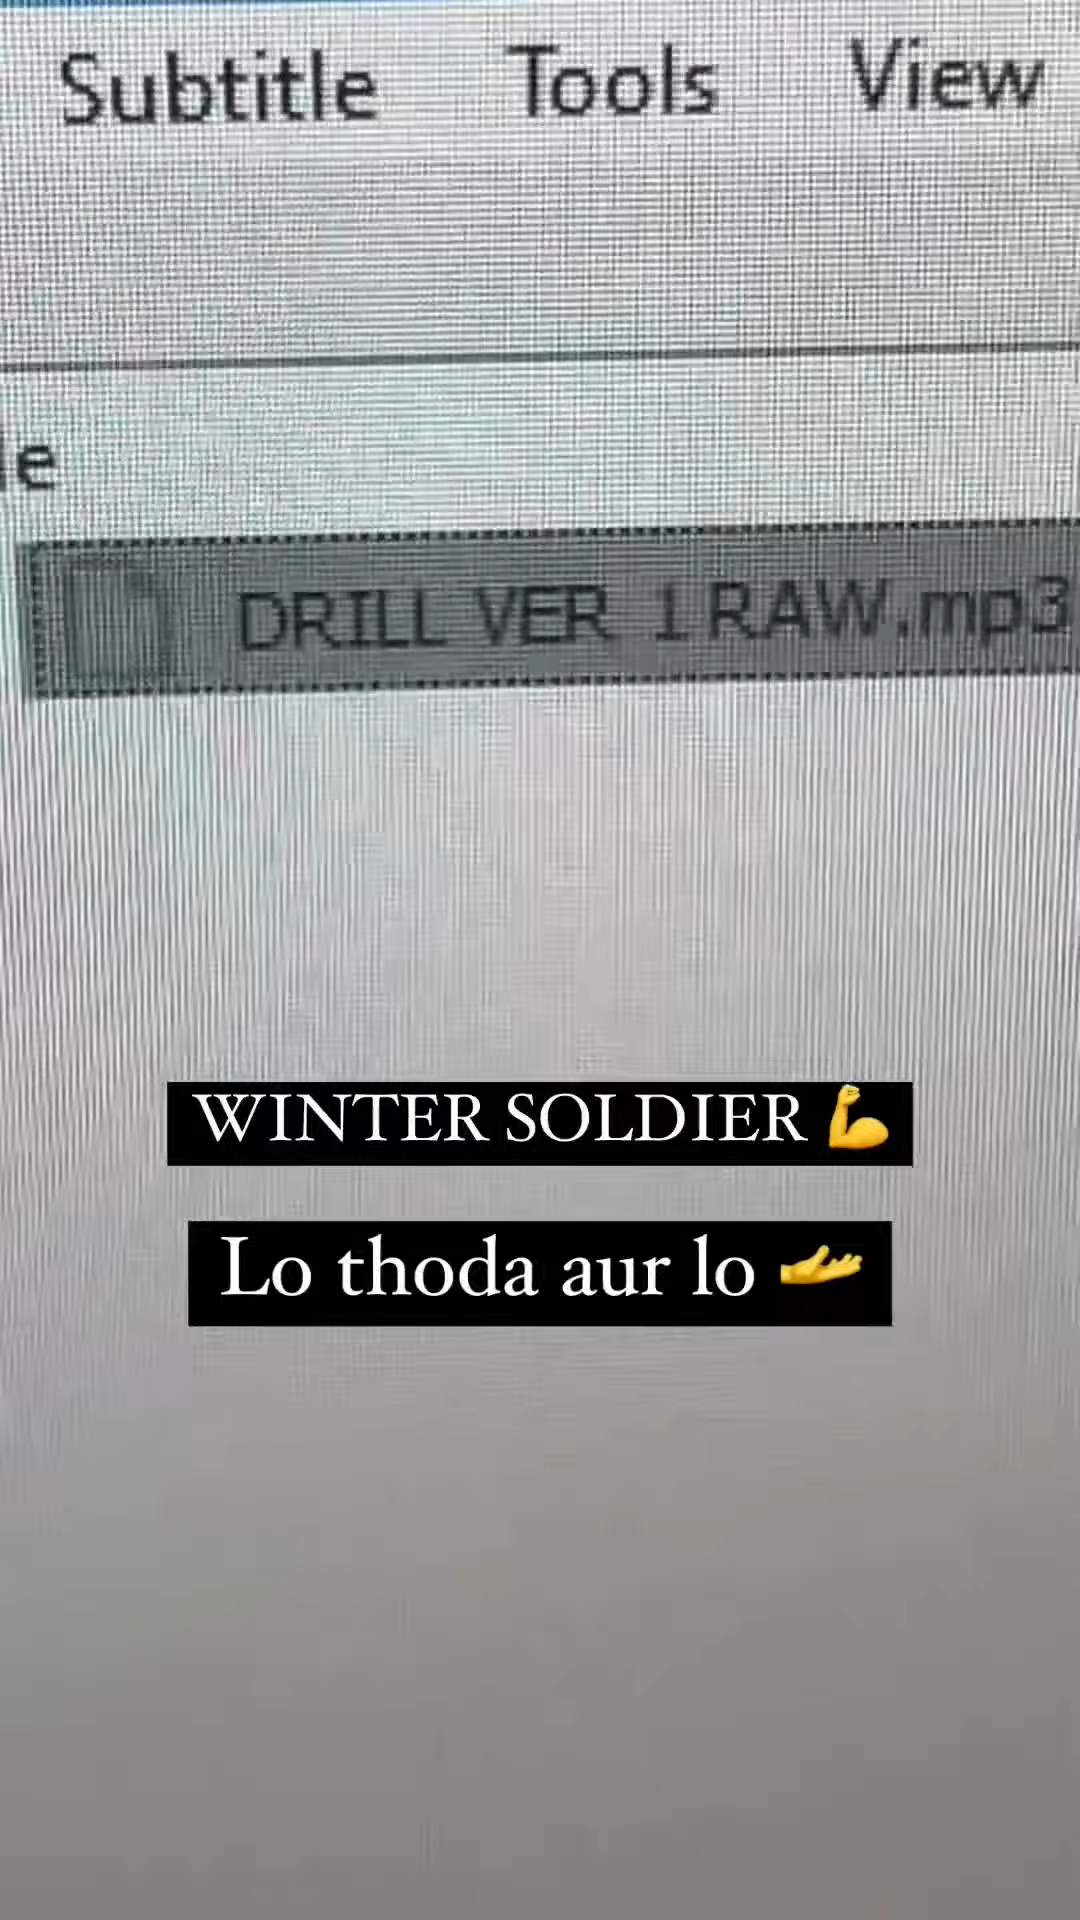 Subtitle Tools View
le
DRILL VER 1 RAW.mp3
WINTER SOLDIER 💪
Lo thoda aur lo 🫴